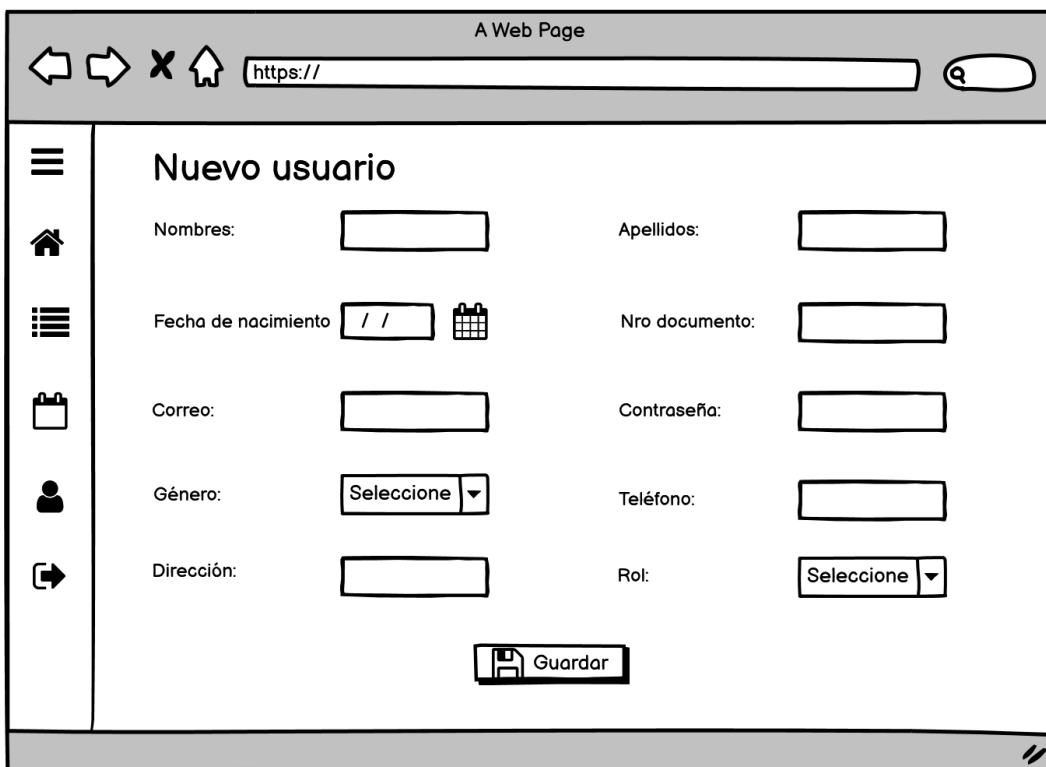 A Web Page
https://
Nuevo usuario
Nombres:
Apellidos:
Fecha de nacimiento / /
Nro documento:
Correo:
Contraseña:
Género: Seleccione
Teléfono:
Dirección:
Rol: Seleccione
Guardar